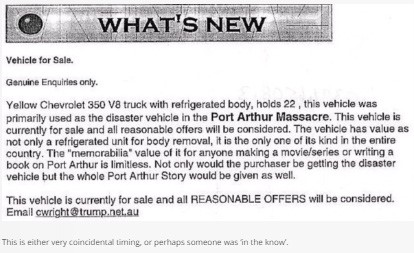 WHAT'S NEW
Vehicle for Sale.
Genuine Enquiries only.
Yellow Chevrolet 350 V8 truck with refrigerated body, holds 22 , this vehicle was
primarily used as the disaster vehicle in the Port Arthur Massacre. This vehicle is
currently for sale and all reasonable offers will be considered. The vehicle has value as
not only a refrigerated unit for body removal, it is the only one of its kind in the entire
country. The "memorabilia" value of it for anyone making a movie/series or writing a
book on Port Arthur is limitless. Not only would the purchaser be getting the disaster
vehicle but the whole Port Arthur Story would be given as well.
This vehicle is currently for sale and all REASONABLE OFFERS will be considered.
Email cwright@trump.net.au
This is either very coincidental timing, or perhaps someone was 'in the know'.